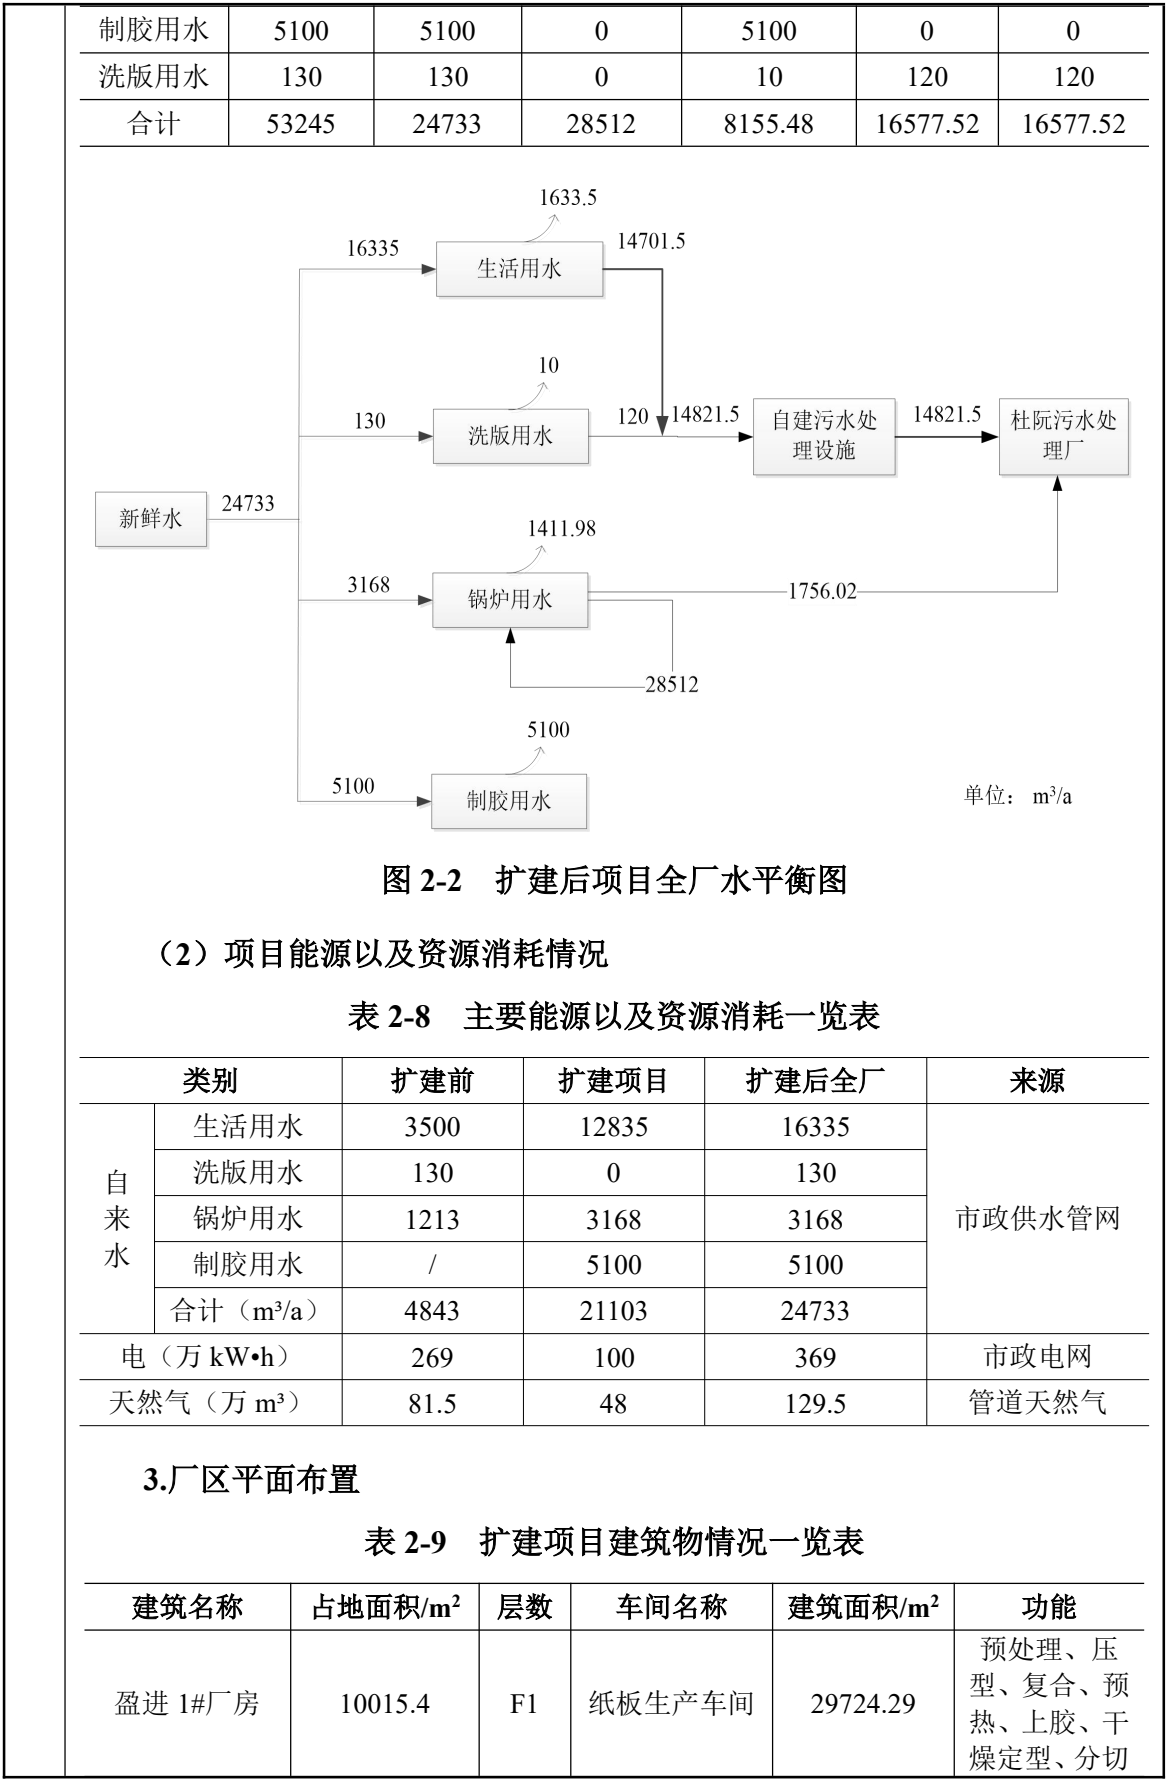 制胶用水 5100 5100 0 5100 0 0
洗版用水 130 130 0 10 120 120
合计 53245 24733 28512 8155.48 16577.52 16577.52
1633.5
16335
14701.5
生活用水
10
130
洗版用水
120
14821.5
自建污水处
理设施
14821.5
杜阮污水处
理厂
24733
新鲜水
1411.98
3168
锅炉用水
1756.02
28512
5100
5100
制胶用水
单位： m³/a
图 2-2 扩建后项目全厂水平衡图
（2）项目能源以及资源消耗情况
表 2-8 主要能源以及资源消耗一览表
类别 扩建前 扩建项目 扩建后全厂 来源
自
来
水
生活用水 3500 12835 16335
洗版用水 130 0 130
锅炉用水 1213 3168 3168
制胶用水 / 5100 5100
合计（m³/a） 4843 21103 24733
市政供水管网
电（万 kW•h） 269 100 369 市政电网
天然气（万 m³） 81.5 48 129.5 管道天然气
3.厂区平面布置
表 2-9 扩建项目建筑物情况一览表
建筑名称 占地面积/m² 层数 车间名称 建筑面积/m² 功能
盈进 1#厂房 10015.4 F1 纸板生产车间 29724.29
预处理、压
型、复合、预
热、上胶、干
燥定型、分切